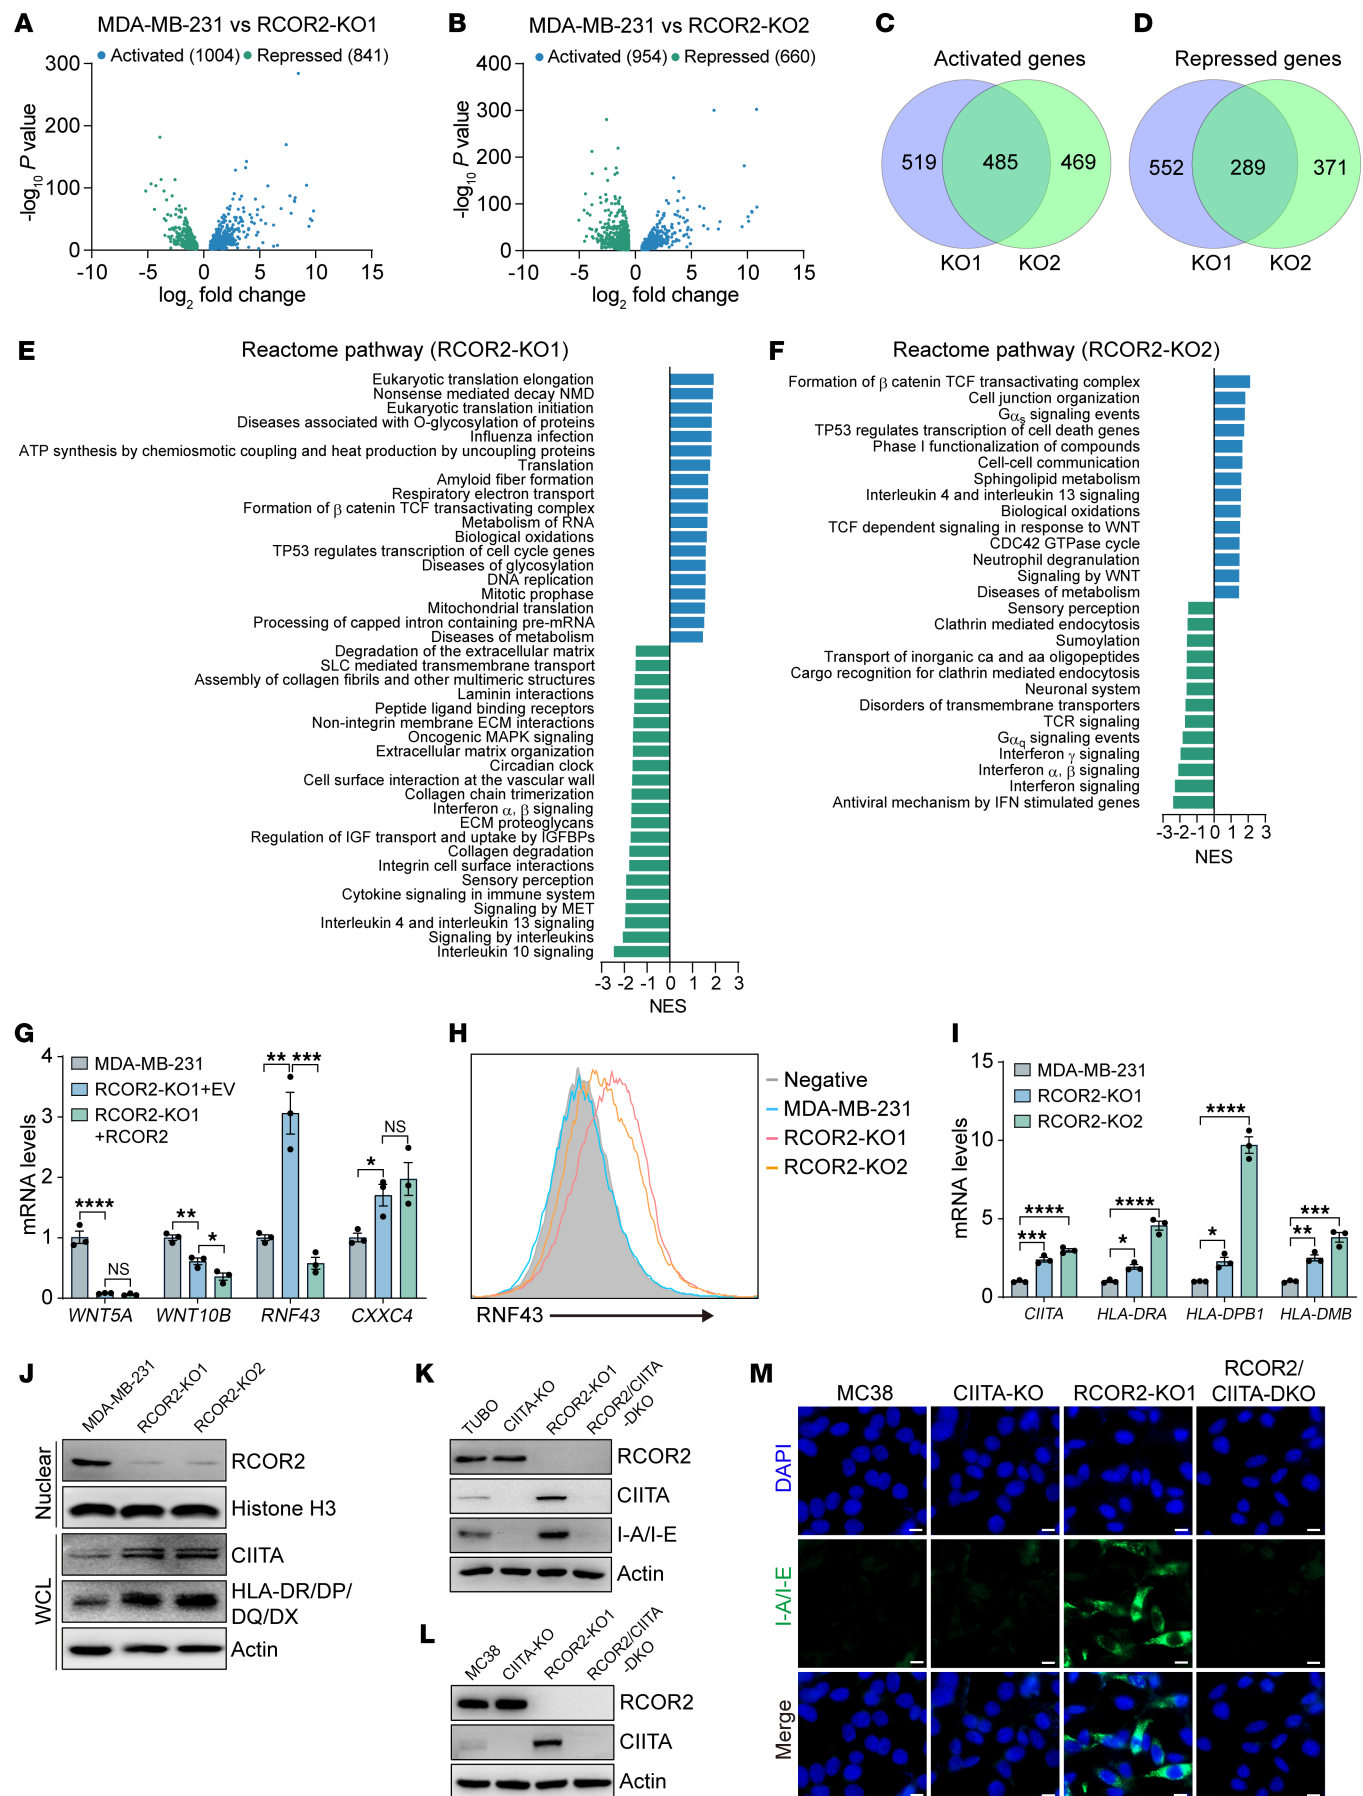 A
MDA-MB-231 vs RCOR2-KO1
Activated (1004) Repressed (841)
300
200
100
0
-log10 P value
-10 -5 0 5 10 15
log2 fold change
B
MDA-MB-231 vs RCOR2-KO2
Activated (954) Repressed (660)
400
300
200
100
0
-log10 P value
-10 -5 0 5 10 15
log2 fold change
C
Activated genes
519 485 469
KO1 KO2
D
Repressed genes
552 289 371
KO1 KO2
E
Reactome pathway (RCOR2-KO1)
Eukaryotic translation elongation
Nonsense mediated decay NMD
Eukaryotic translation initiation
Diseases associated with O-glycosylation of proteins
Influenza infection
ATP synthesis by chemiosmotic coupling and heat production by uncoupling proteins
Translation
Amyloid fiber formation
Respiratory electron transport
Formation of β catenin TCF transactivating complex
Metabolism of RNA
Biological oxidations
TP53 regulates transcription of cell cycle genes
Diseases of glycosylation
DNA replication
Mitotic prophase
Mitochondrial translation
Processing of capped intron containing pre-mRNA
Diseases of metabolism
Degradation of the extracellular matrix
SLC mediated transmembrane transport
Assembly of collagen fibrils and other multimeric structures
Laminin interactions
Peptide ligand binding receptors
Non-integrin membrane ECM interactions
Oncogenic MAPK signaling
Extracellular matrix organization
Circadian clock
Cell surface interaction at the vascular wall
Collagen chain trimerization
Interferon α, β signaling
ECM proteoglycans
Regulation of IGF transport and uptake by IGFBPs
Collagen degradation
Integrin cell surface interactions
Sensory perception
Cytokine signaling in immune system
Signaling by MET
Interleukin 4 and interleukin 13 signaling
Signaling by interleukins
Interleukin 10 signaling
-3 -2 -1 0 1 2 3
NES
F
Reactome pathway (RCOR2-KO2)
Formation of β catenin TCF transactivating complex
Cell junction organization
Gαs signaling events
TP53 regulates transcription of cell death genes
Phase I functionalization of compounds
Cell-cell communication
Sphingolipid metabolism
Interleukin 4 and interleukin 13 signaling
Biological oxidations
TCF dependent signaling in response to WNT
CDC42 GTPase cycle
Neutrophil degranulation
Signaling by WNT
Diseases of metabolism
Sensory perception
Clathrin mediated endocytosis
Sumoylation
Transport of inorganic ca and aa oligopeptides
Cargo recognition for clathrin mediated endocytosis
Neuronal system
Disorders of transmembrane transporters
TCR signaling
Gαq signaling events
Interferon γ signaling
Interferon α, β signaling
Interferon signaling
Antiviral mechanism by IFN stimulated genes
-3 -2 -1 0 1 2 3
NES
G
MDA-MB-231
RCOR2-KO1+EV
RCOR2-KO1
+RCOR2
4
3
2
1
0
mRNA levels
**** NS ** * ** *** * NS
WNT5A WNT10B RNF43 CXXC4
H
Negative
MDA-MB-231
RCOR2-KO1
RCOR2-KO2
RNF43
I
MDA-MB-231
RCOR2-KO1
RCOR2-KO2
15
10
5
0
mRNA levels
*** **** * **** * **** ** ***
CIITA HLA-DRA HLA-DPB1 HLA-DMB
J
MDA-MB-231 RCOR2-KO1 RCOR2-KO2
Nuclear
RCOR2
Histone H3
WCL
CIITA
HLA-DR/DP/
DQ/DX
Actin
K
TUBO CIITA-KO RCOR2-KO1 RCOR2/CIITA
-DKO
RCOR2
CIITA
I-A/I-E
Actin
L
MC38 CIITA-KO RCOR2-KO1 RCOR2/CIITA
-DKO
RCOR2
CIITA
Actin
M
MC38 CIITA-KO RCOR2-KO1 RCOR2/
CIITA-DKO
DAPI
I-A/I-E
Merge